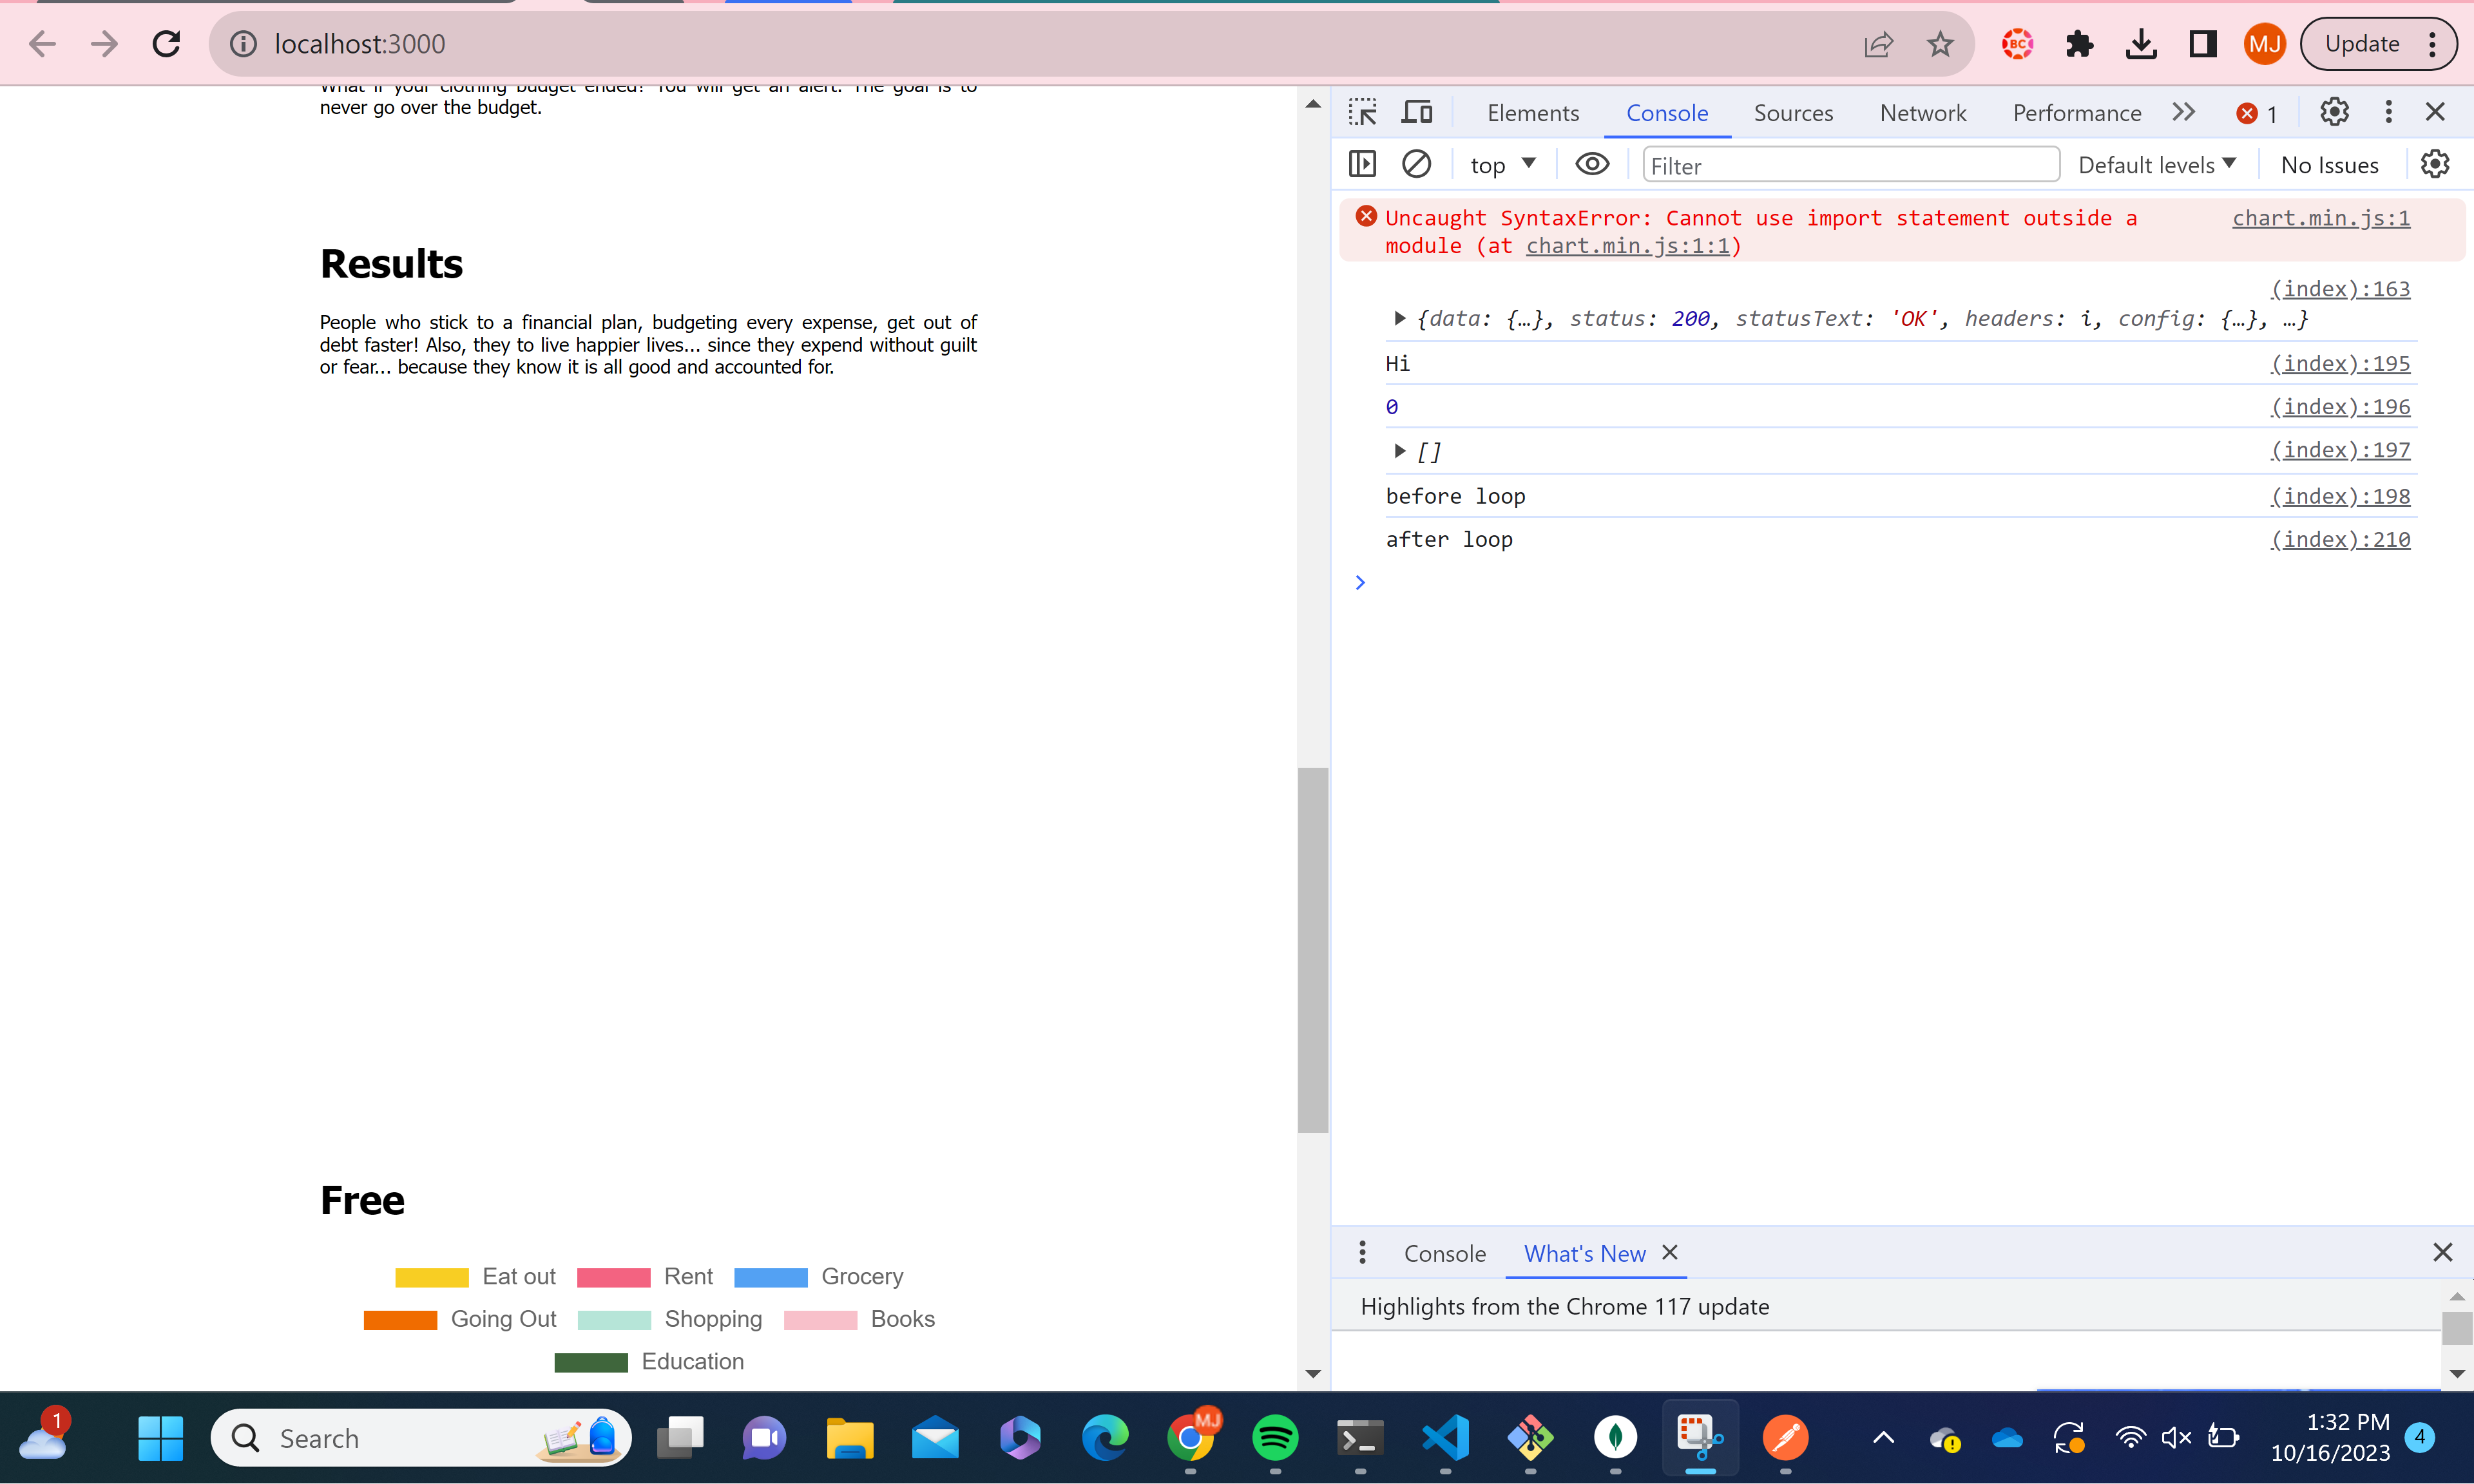 localhost:3000
BC
MJ
Update
What if your clothing budget ended? You will get an alert. The goal is to
never go over the budget.
Results
People who stick to a financial plan, budgeting every expense, get out of
debt faster! Also, they to live happier lives... since they expend without guilt
or fear... because they know it is all good and accounted for.
Free
Eat out
Rent
Grocery
Going Out
Shopping
Books
Education
Elements
Console
Sources
Network
Performance
1
top
Filter
Default levels
No Issues
Uncaught SyntaxError: Cannot use import statement outside a
module (at chart.min.js:1:1)
chart.min.js:1
(index):163
{data: {…}, status: 200, statusText: 'OK', headers: i, config: {…}, …}
Hi
(index):195
0
(index):196
[]
(index):197
before loop
(index):198
after loop
(index):210
Console
What's New
Highlights from the Chrome 117 update
1
Search
MJ
1:32 PM
10/16/2023
4